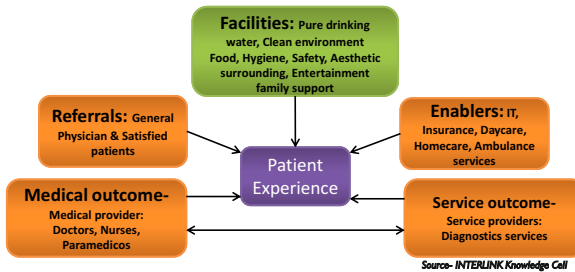 Facilities: Pure drinking
water, Clean environment
Food, Hygiene, Safety, Aesthetic
surrounding, Entertainment
family support
Referrals: General
Physician & Satisfied
patients
Enablers: IT,
Insurance, Daycare,
Homecare, Ambulance
services
Patient
Experience
Medical outcome-
Medical provider:
Doctors, Nurses,
Paramedicos
Service outcome-
Service providers:
Diagnostics services
Source- INTERLINK Knowledge Cell